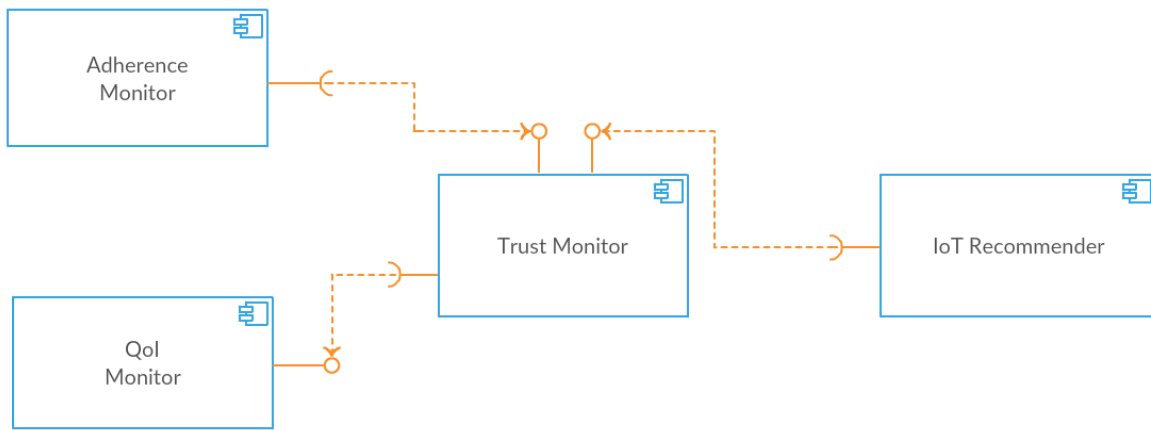 Adherence
Monitor
Trust Monitor
IoT Recommender
QoI
Monitor